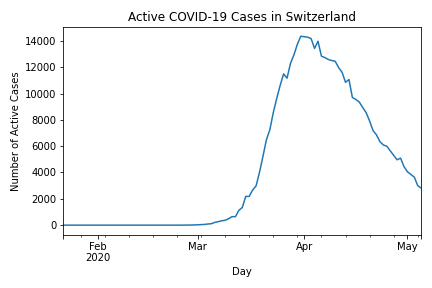 Active COVID-19 Cases in Switzerland
Number of Active Cases
14000
12000
10000
8000
6000
4000
2000
0
Feb
2020
Mar
Apr
May
Day